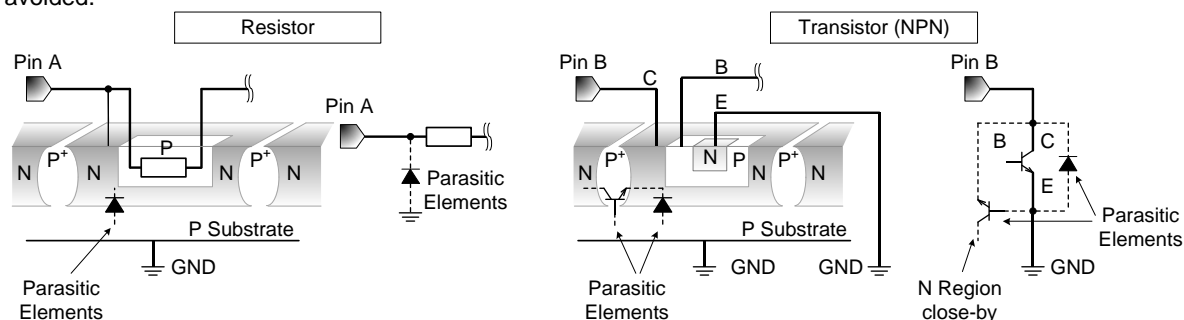 avoided.
Resistor
Transistor (NPN)
Pin A
Pin B
C
B
E
Pin B
Pin A
P
N
P+
N
N
P+
N
Parasitic
Elements
P Substrate
GND
Parasitic
Elements
N
P+
N
N
P
N
P+
N
P Substrate
GND
GND
Parasitic
Elements
B
C
E
Parasitic
Elements
GND
N Region
close-by